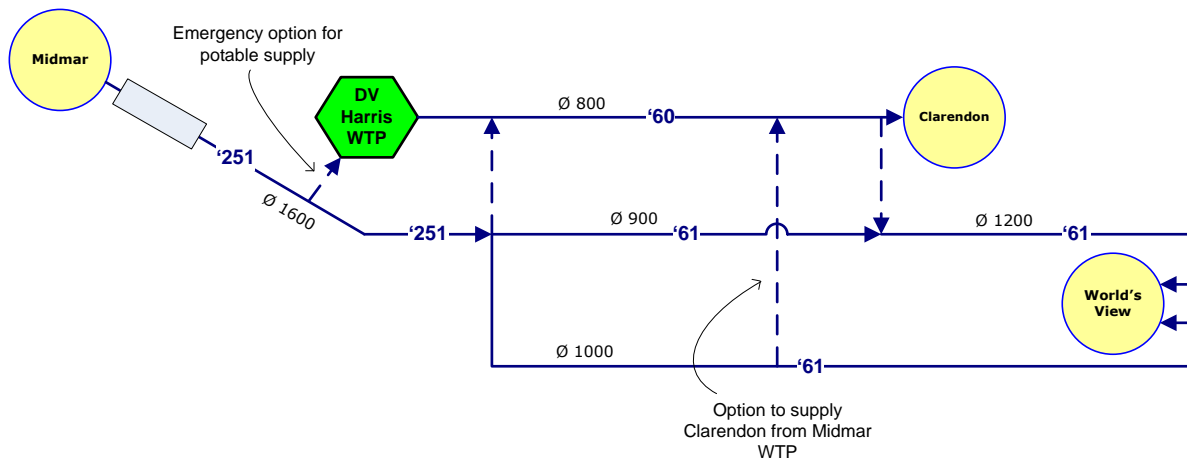 Emergency option for
potable supply
Midmar
DV
Harris
WTP
Ø 800
‘60
Clarendon
‘251
Ø 1600
‘251
Ø 900
‘61
Ø 1200
‘61
World’s
View
Ø 1000
‘61
Option to supply
Clarendon from Midmar
WTP